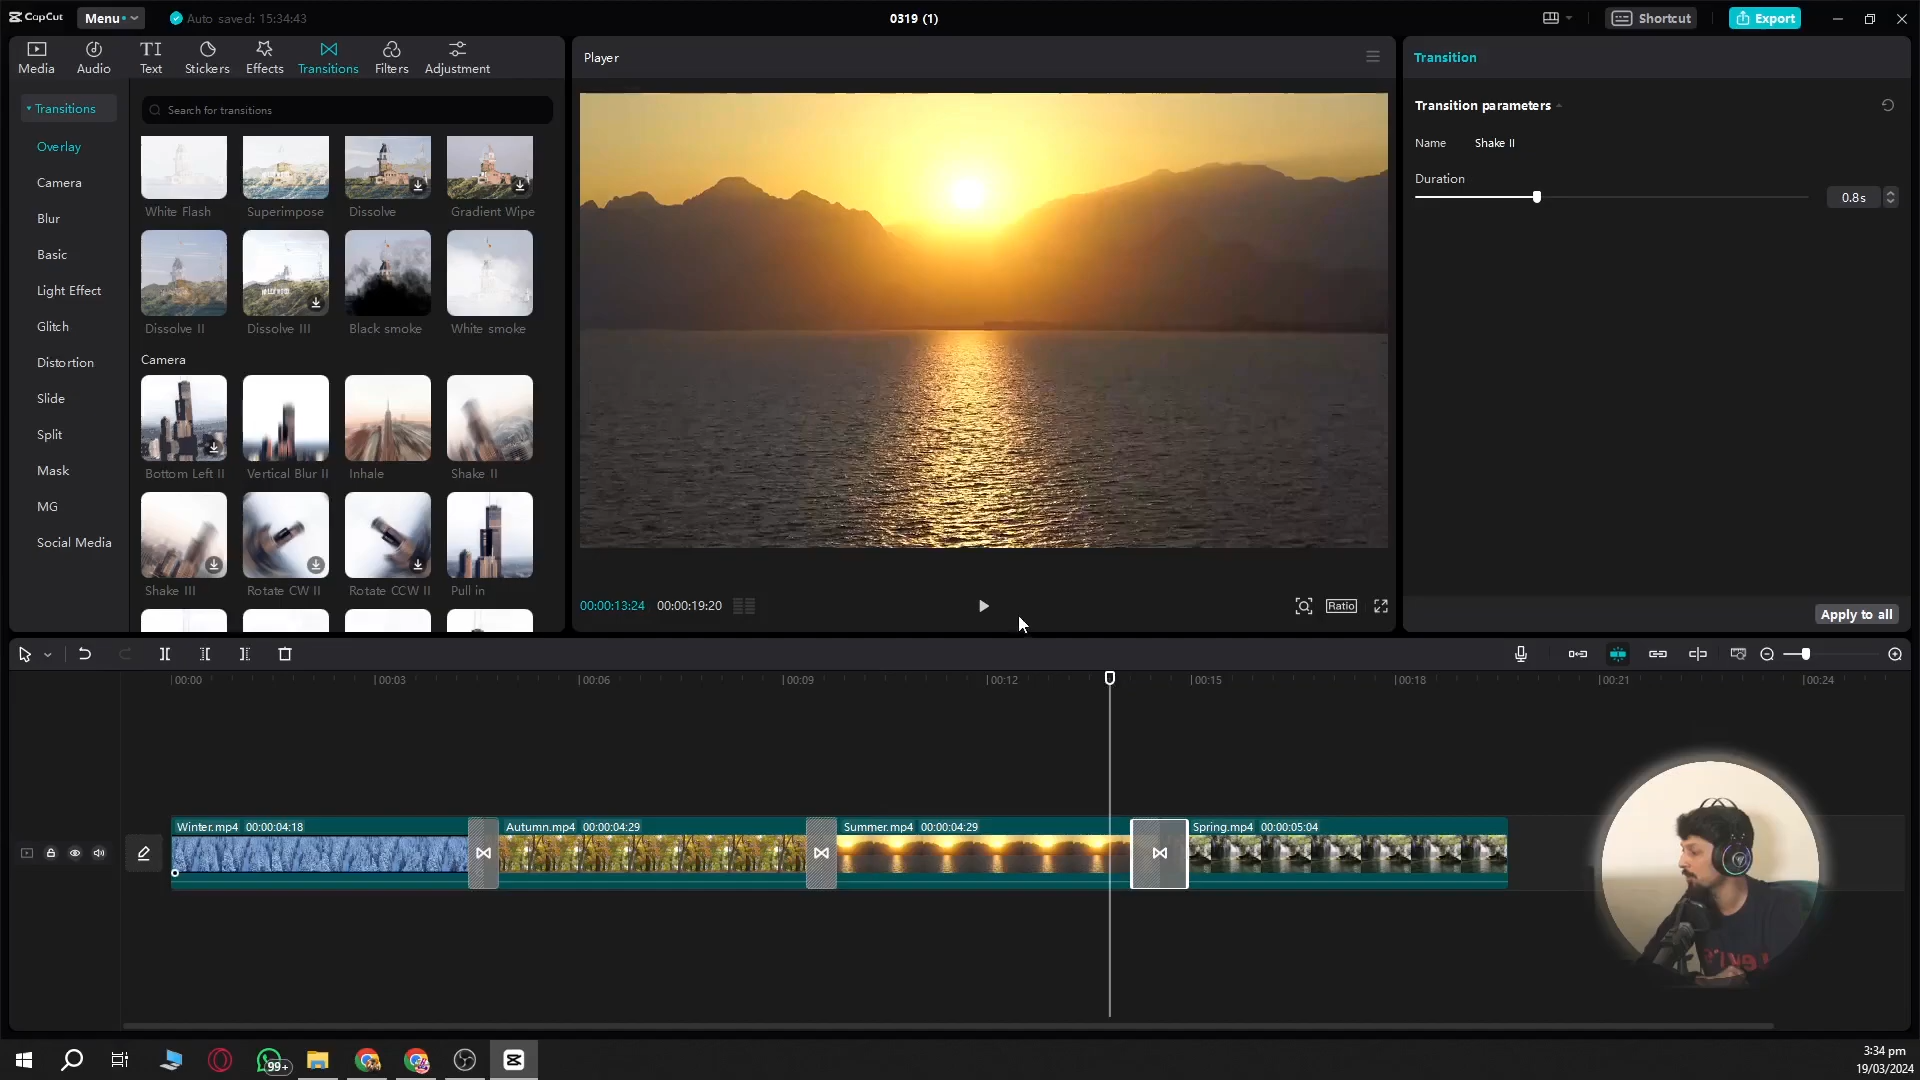 CapCut
Menu
Auto saved: 15:34:43
0319 (1)
Shortcut
Export
Media
Audio
TI
Text
Stickers
Effects
Transitions
Filters
Adjustment
Transitions
Search for transitions
Overlay
Camera
Blur
Basic
Light Effect
Glitch
Distortion
Slide
Split
Mask
MG
Social Media
White Flash
Superimpose
Dissolve
Gradient Wipe
Dissolve II
Dissolve III
Black smoke
White smoke
Camera
Bottom Left II
Vertical Blur II
Inhale
Shake II
Shake III
Rotate CW II
Rotate CCW II
Pull in
Player
00:00:13:24
00:00:19:20
Ratio
Transition
Transition parameters
Name
Shake II
Duration
0.8s
Apply to all
00:00
00:03
00:06
00:09
00:12
00:15
00:18
00:21
00:24
Winter.mp4 00:00:04:18
Autumn.mp4 00:00:04:29
Summer.mp4 00:00:04:29
Spring.mp4 00:00:05:04
99+
3:34 pm
19/03/2024